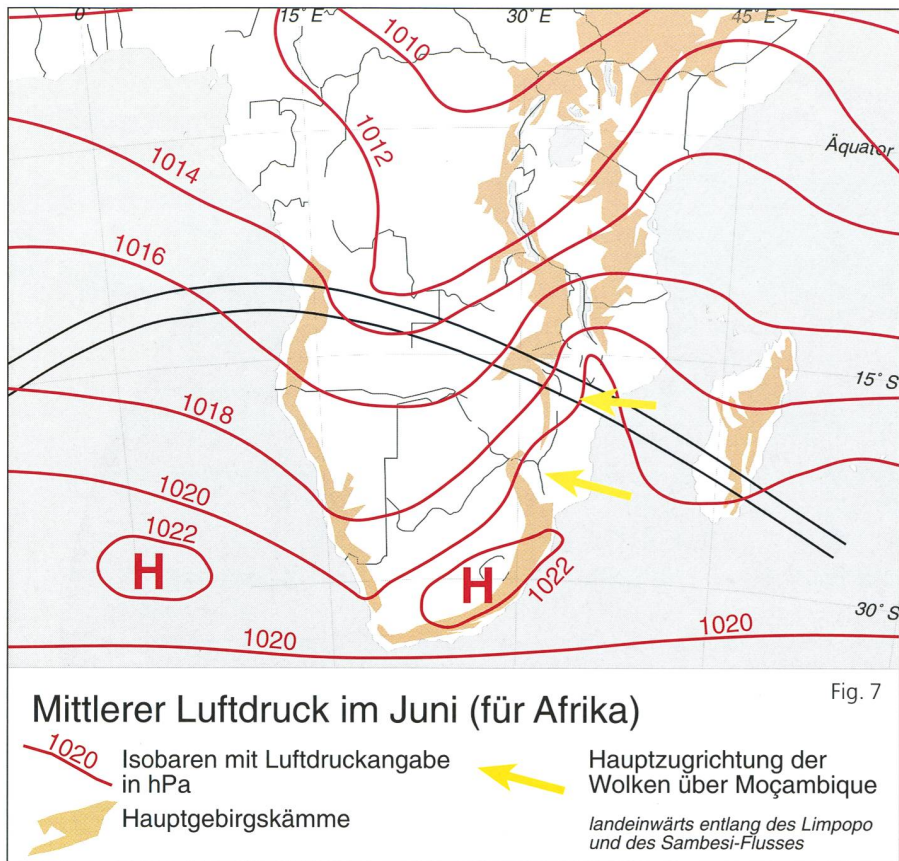 0°
15° E
30° E
45° E
1010
1012
Äquator
1014
1016
15° S
1018
1020
1022
H
H
1022
30° S
1020
1020
Fig. 7
Mittlerer Luftdruck im Juni (für Afrika)
1020
Isobaren mit Luftdruckangabe
in hPa
Hauptgebirgskämme
Hauptzugrichtung der
Wolken über Moçambique
landeinwärts entlang des Limpopo
und des Sambesi-Flusses